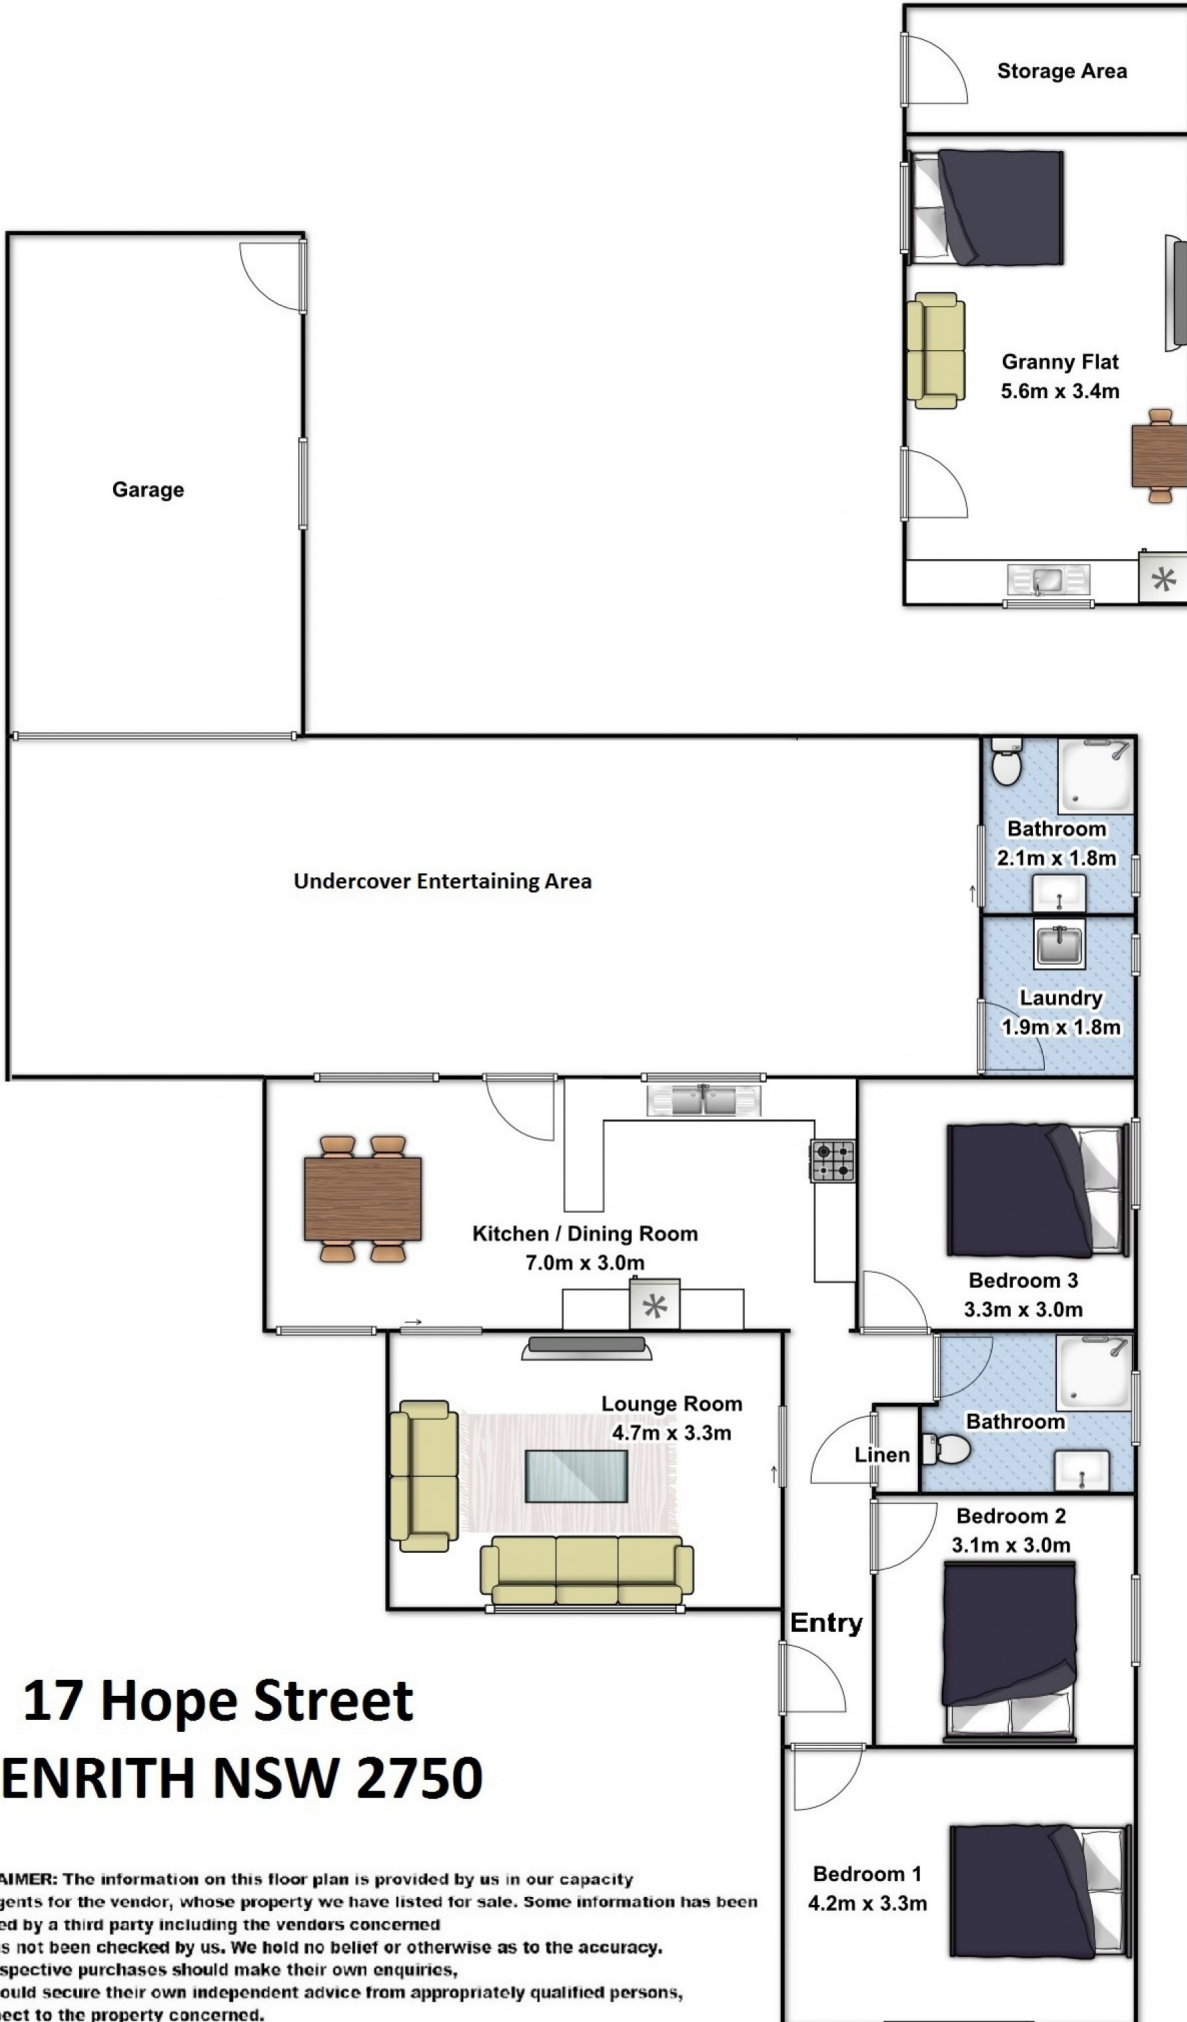 Storage Area
Granny Flat
5.6m x 3.4m
Garage
Bathroom
2.1m x 1.8m
Undercover Entertaining Area
Laundry
1.9m x 1.8m
Kitchen / Dining Room
7.0m x 3.0m
Bedroom 3
3.3m x 3.0m
Lounge Room
4.7m x 3.3m
Bathroom
Linen
Bedroom 2
3.1m x 3.0m
Entry
17 Hope Street
ENRITH NSW 2750
Bedroom 1
4.2m x 3.3m
AIMER: The information on this floor plan is provided by us in our capacity
gents for the vendor, whose property we have listed for sale. Some information has been
ed by a third party including the vendors concerned
s not been checked by us. We hold no belief or otherwise as to the accuracy.
spective purchases should make their own enquiries,
ould secure their own independent advice from appropriately qualified persons,
pect to the property concerned.